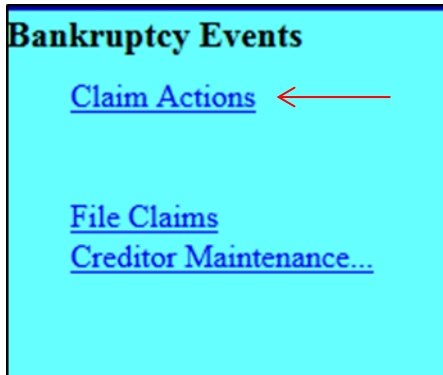 Bankruptcy Events
Claim Actions
File Claims
Creditor Maintenance...